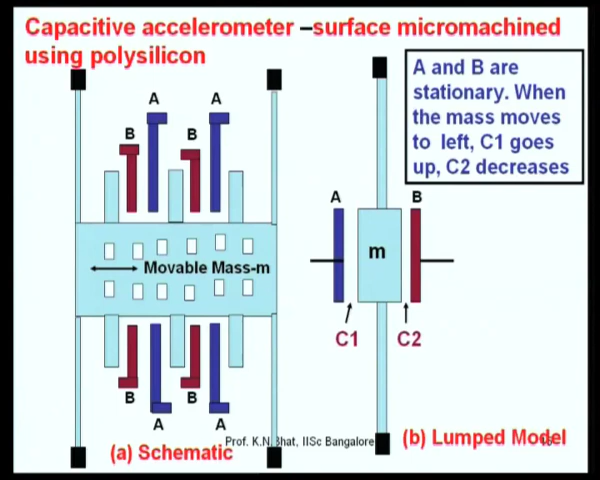 Capacitive accelerometer –surface micromachined
using polysilicon
A and B are
stationary. When
the mass moves
to left, C1 goes
up, C2 decreases
A A
B B
A B
m
Movable Mass-m
C1 C2
B B
A A
Prof. K.N.Bhat, IISc Bangalore
(a) Schematic
(b) Lumped Model